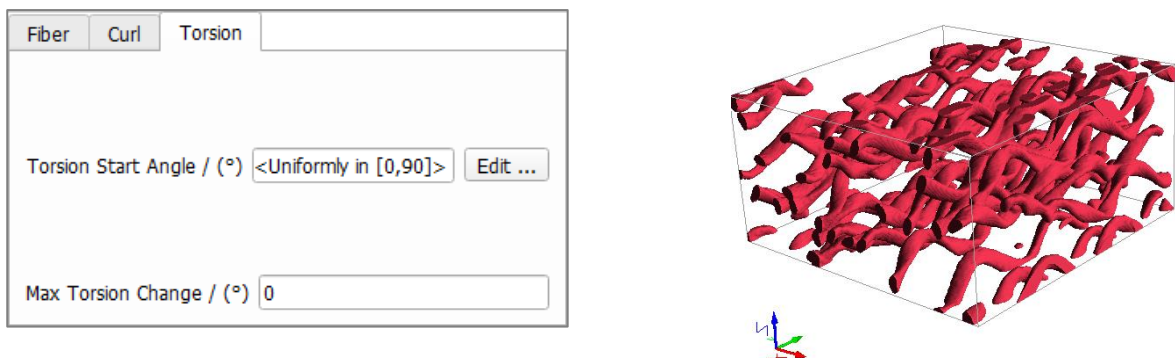 Fiber Curl Torsion
Torsion Start Angle / (°) <Uniformly in [0,90]> Edit ...
Max Torsion Change / (°) 0